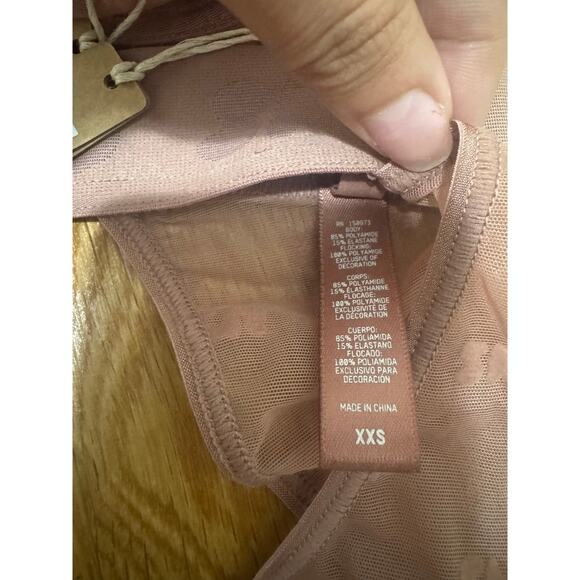 RN 150973
BODY:
85% POLYAMIDE
15% ELASTANE
FLOCKING:
100% POLYAMIDE
EXCLUSIVE OF
DECORATION
CORPS:
85% POLYAMIDE
15% ÉLASTHANNE
FLOCAGE:
100% POLYAMIDE
EXCLUSIVITÉ DE
LA DÉCORATION
CUERPO:
85% POLIAMIDA
15% ELASTANO
FLOCADO:
100% POLIAMIDA
EXCLUSIVO PARA
DECORACIÓN
MADE IN CHINA
XXS